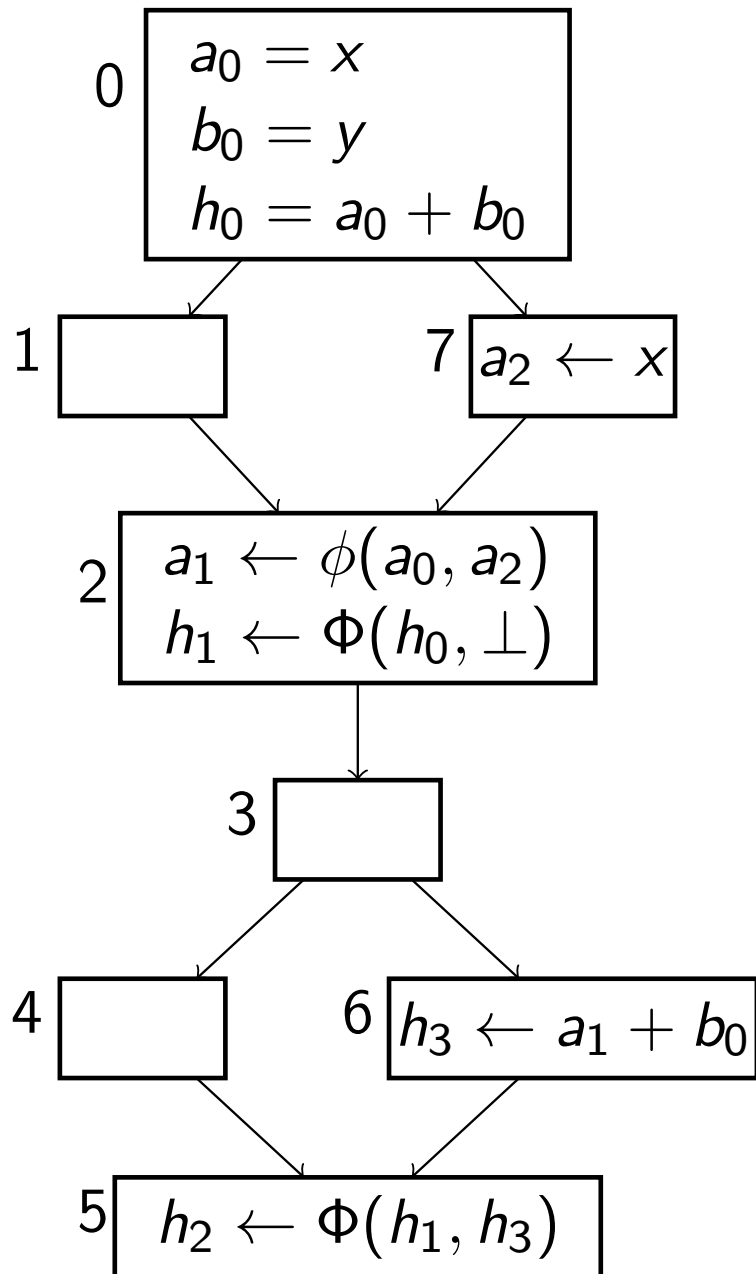 0
a₀ = x
b₀ = y
h₀ = a₀ + b₀
1
7
a₂ ← x
2
a₁ ← ϕ(a₀, a₂)
h₁ ← Φ(h₀, ⊥)
3
4
6
h₃ ← a₁ + b₀
5
h₂ ← Φ(h₁, h₃)